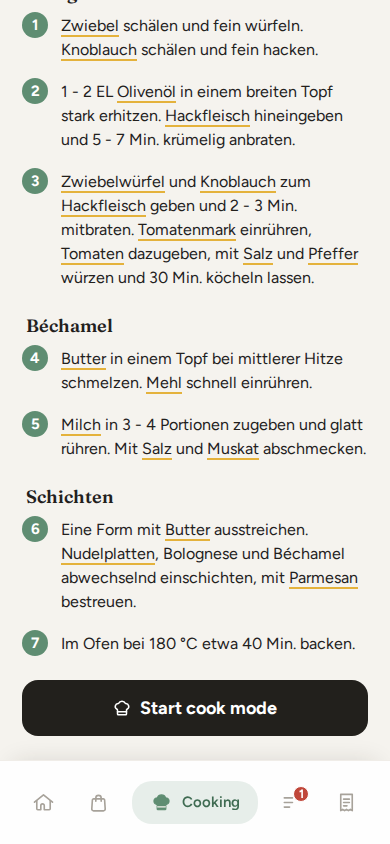 1 Zwiebel schälen und fein würfeln.
Knoblauch schälen und fein hacken.
2 1 - 2 EL Olivenöl in einem breiten Topf
stark erhitzen. Hackfleisch hineingeben
und 5 - 7 Min. krümelig anbraten.
3 Zwiebelwürfel und Knoblauch zum
Hackfleisch geben und 2 - 3 Min.
mitbraten. Tomatenmark einrühren,
Tomaten dazugeben, mit Salz und Pfeffer
würzen und 30 Min. köcheln lassen.
Béchamel
4 Butter in einem Topf bei mittlerer Hitze
schmelzen. Mehl schnell einrühren.
5 Milch in 3 - 4 Portionen zugeben und glatt
rühren. Mit Salz und Muskat abschmecken.
Schichten
6 Eine Form mit Butter ausstreichen.
Nudelplatten, Bolognese und Béchamel
abwechselnd einschichten, mit Parmesan
bestreuen.
7 Im Ofen bei 180 °C etwa 40 Min. backen.
Start cook mode
Cooking
1